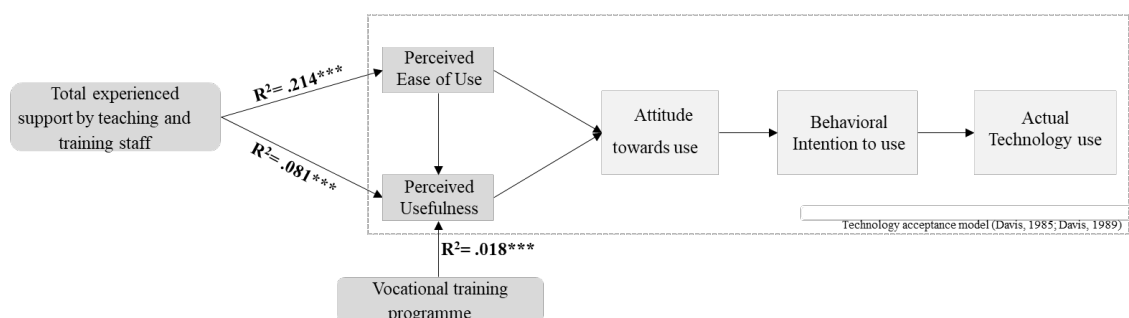 Total experienced
support by teaching and
training staff
R²= .214***
R²= .081***
Perceived
Ease of Use
Perceived
Usefulness
R²= .018***
Vocational training
programme
Attitude
towards use
Behavioral
Intention to use
Actual
Technology use
Technology acceptance model (Davis, 1985; Davis, 1989)